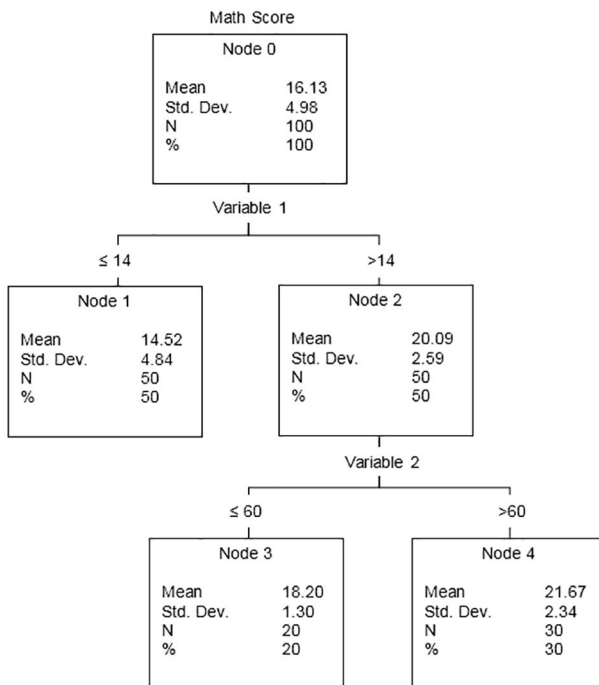 Math Score
Node 0
Mean 16.13
Std. Dev. 4.98
N 100
% 100
Variable 1
≤ 14 >14
Node 1
Mean 14.52
Std. Dev. 4.84
N 50
% 50
Node 2
Mean 20.09
Std. Dev. 2.59
N 50
% 50
Variable 2
≤ 60 >60
Node 3
Mean 18.20
Std. Dev. 1.30
N 20
% 20
Node 4
Mean 21.67
Std. Dev. 2.34
N 30
% 30